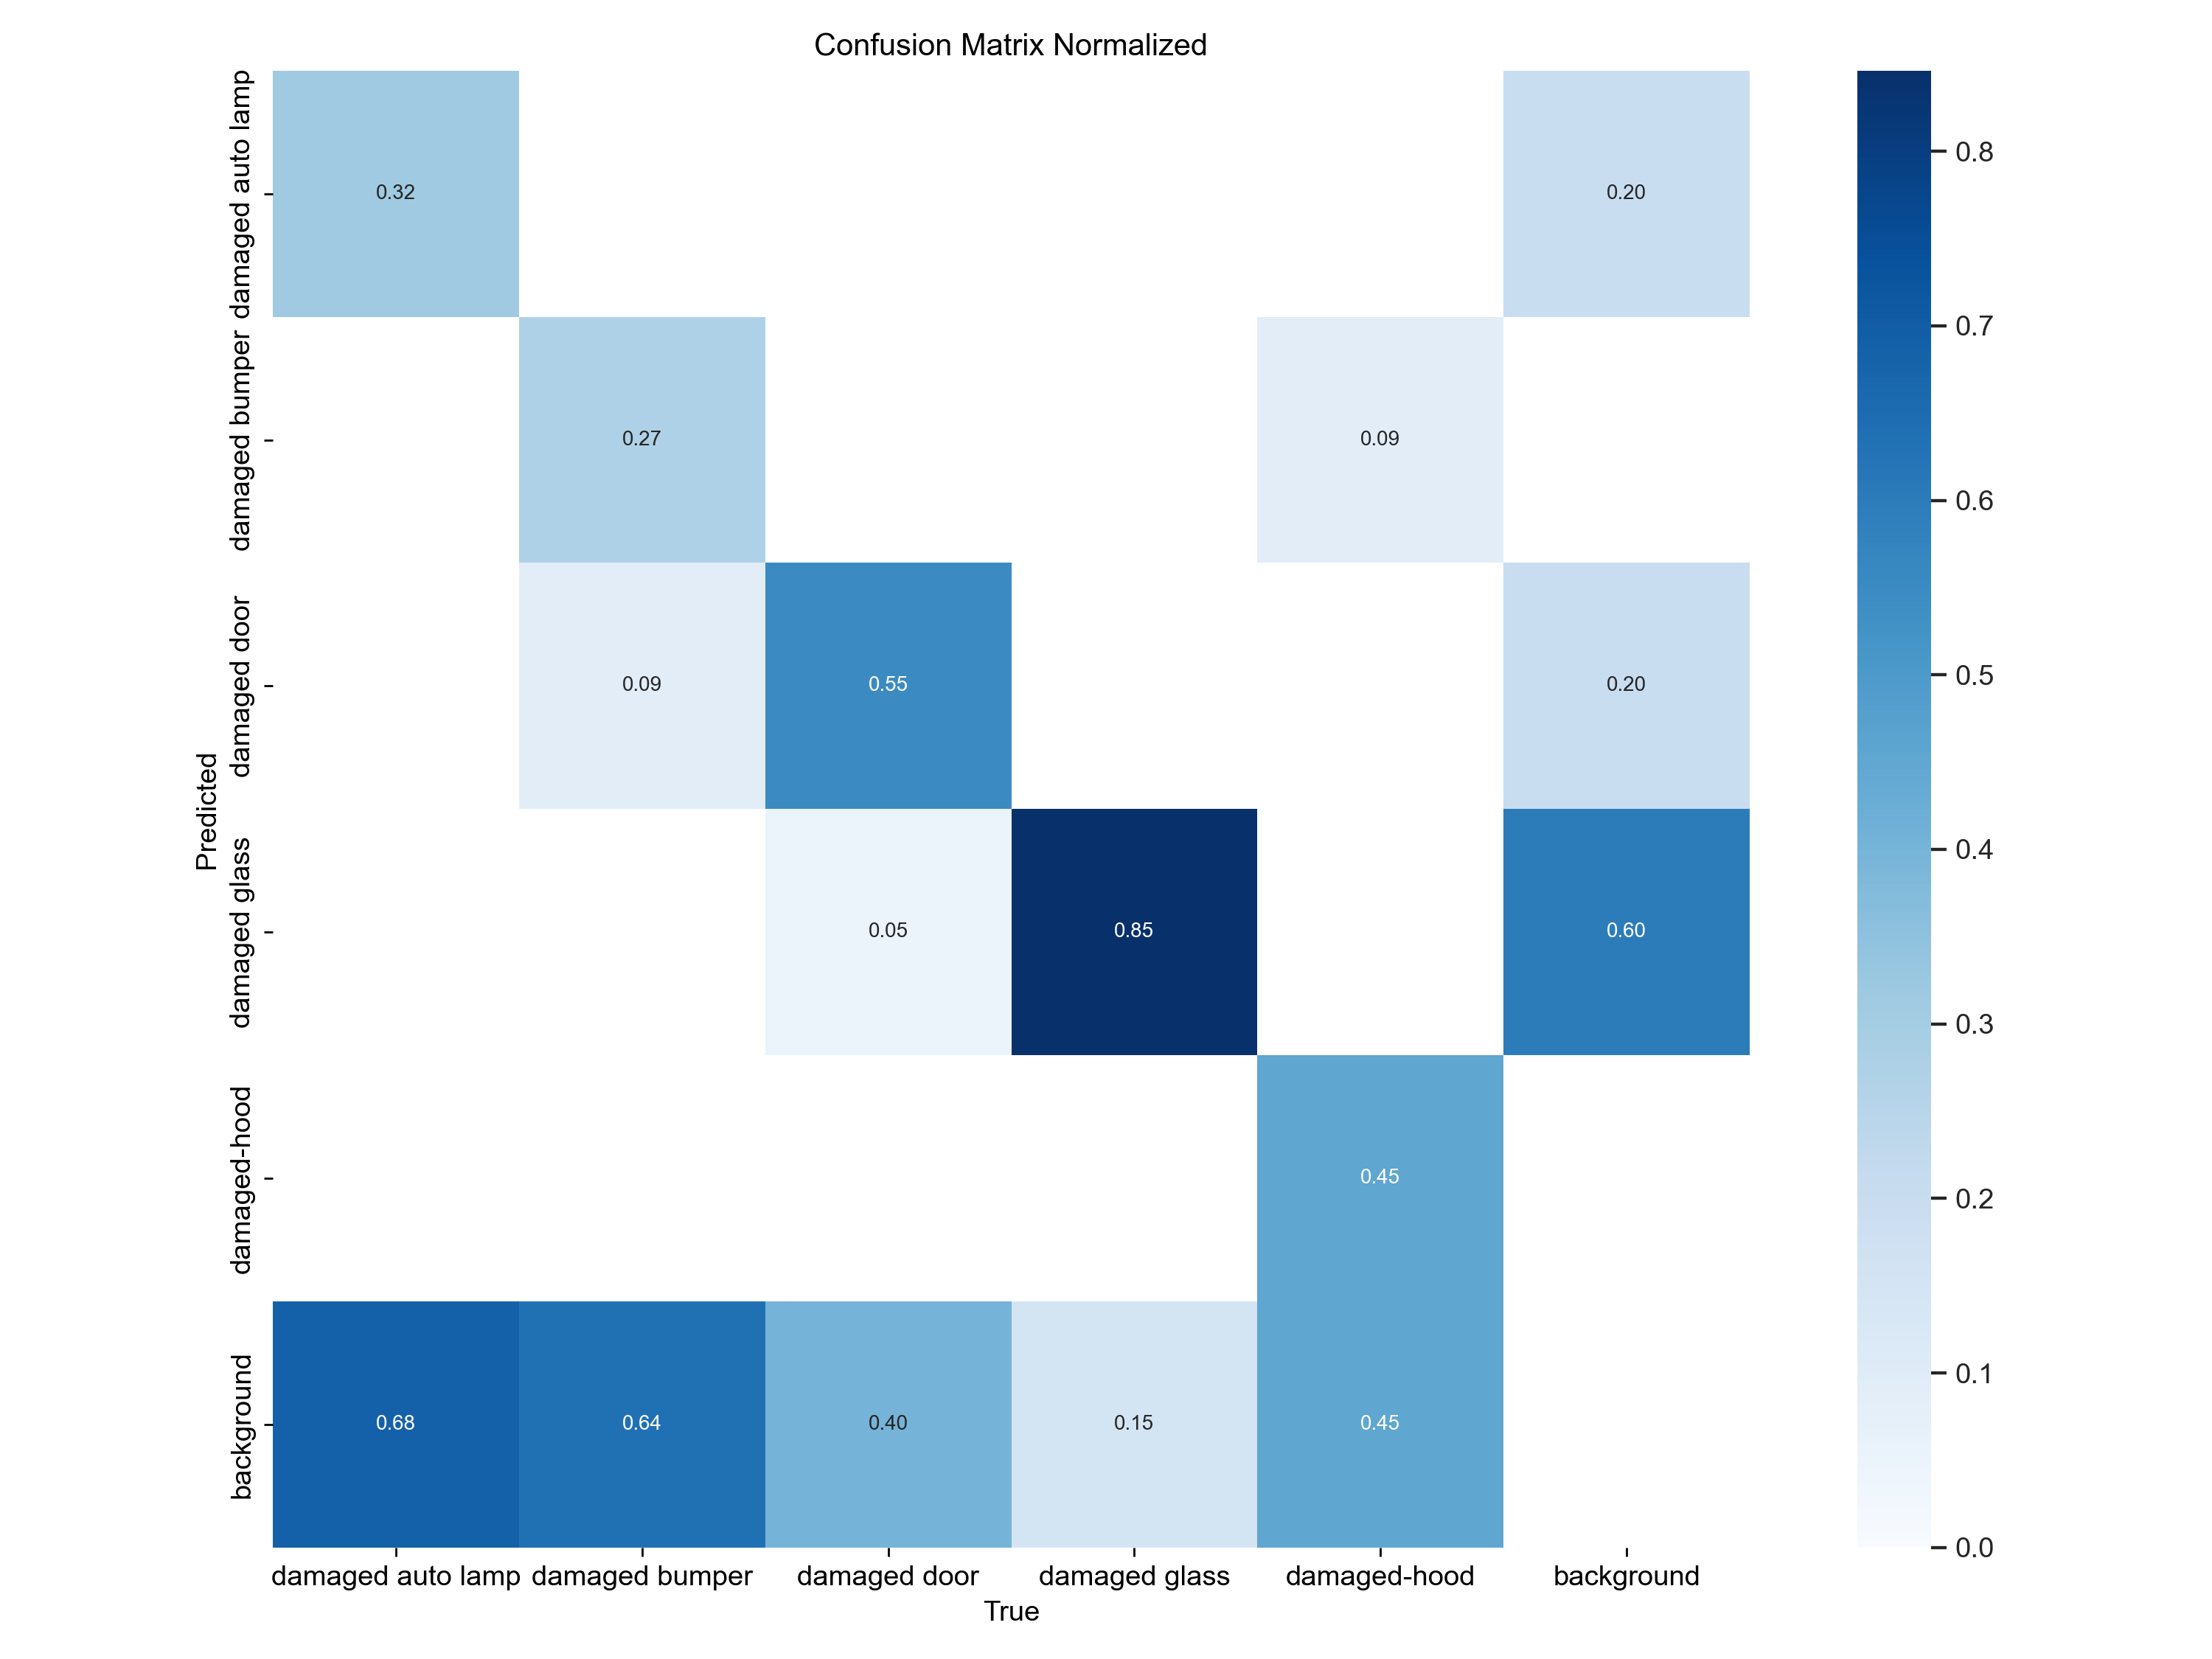 Confusion Matrix Normalized
damaged auto lamp
0.32
0.20
0.8
0.7
damaged bumper
0.27
0.09
0.6
damaged door
0.09
0.55
0.20
0.5
Predicted
damaged glass
0.05
0.85
0.60
0.4
0.3
damaged-hood
0.45
0.2
background
0.68
0.64
0.40
0.15
0.45
0.1
0.0
damaged auto lamp
damaged bumper
damaged door
damaged glass
damaged-hood
background
True